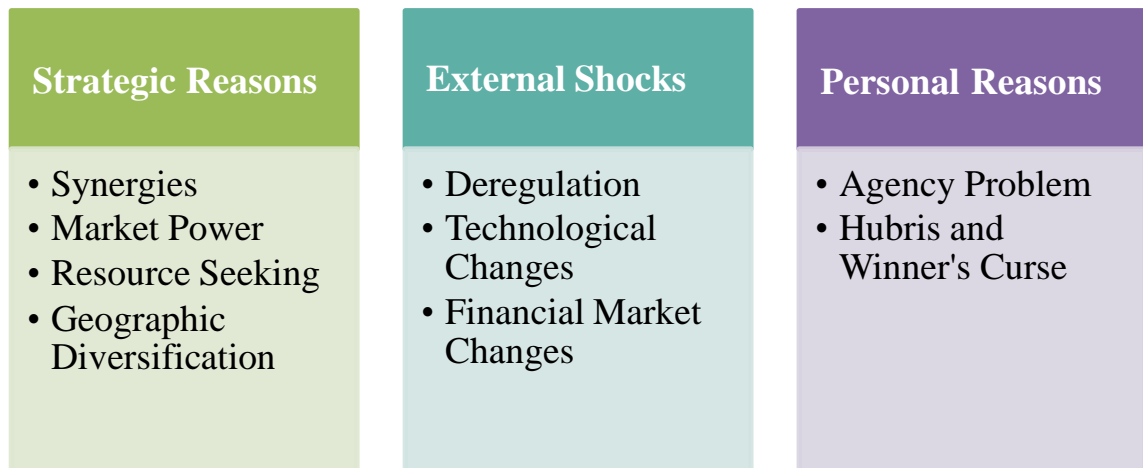 Strategic Reasons
• Synergies
• Market Power
• Resource Seeking
• Geographic
Diversification
External Shocks
• Deregulation
• Technological
Changes
• Financial Market
Changes
Personal Reasons
• Agency Problem
• Hubris and
Winner's Curse